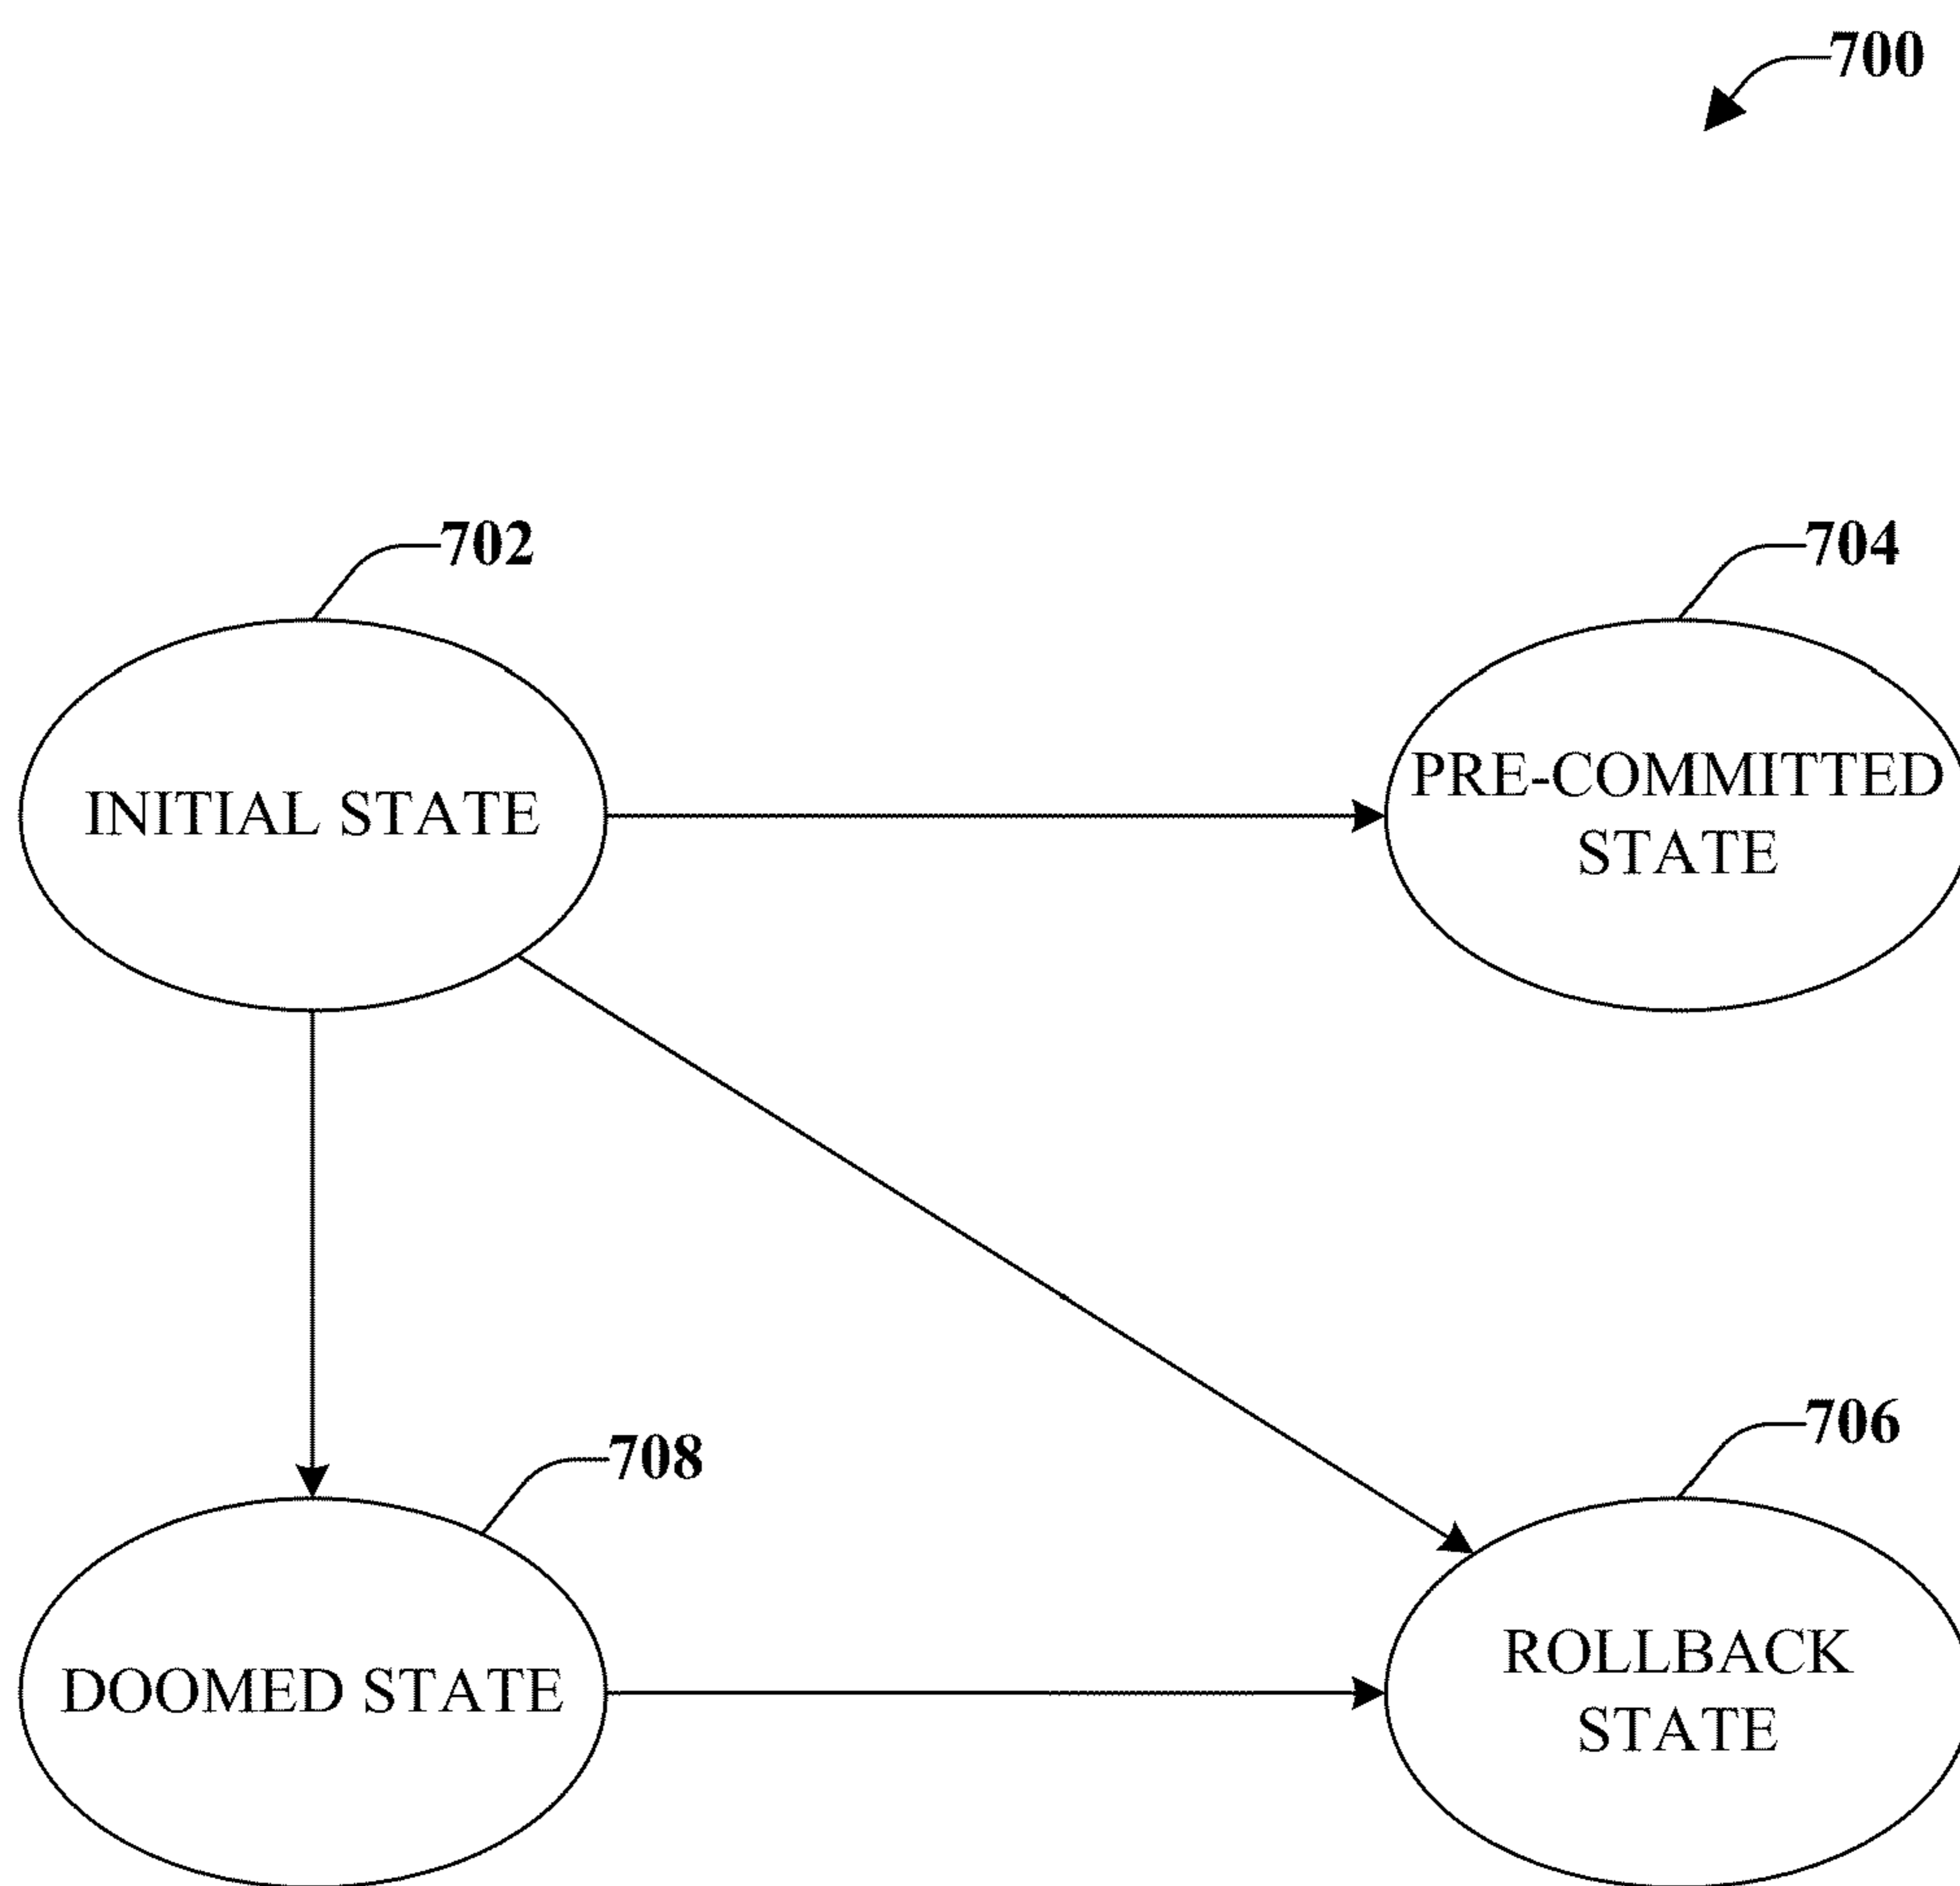 700
702
704
INITIAL STATE
PRE-COMMITTED
STATE
708
706
DOOMED STATE
ROLLBACK
STATE